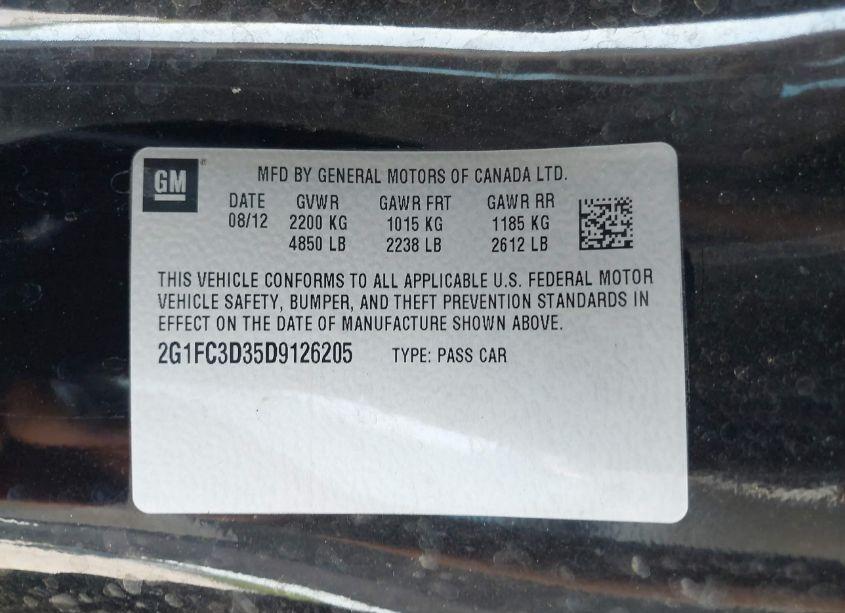 GM
MFD BY GENERAL MOTORS OF CANADA LTD.
DATE GVWR GAWR FRT GAWR RR
08/12 2200 KG 1015 KG 1185 KG
4850 LB 2238 LB 2612 LB
THIS VEHICLE CONFORMS TO ALL APPLICABLE U.S. FEDERAL MOTOR
VEHICLE SAFETY, BUMPER, AND THEFT PREVENTION STANDARDS IN
EFFECT ON THE DATE OF MANUFACTURE SHOWN ABOVE.
2G1FC3D35D9126205 TYPE: PASS CAR